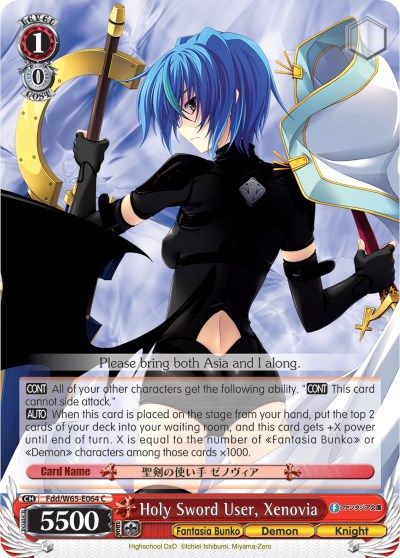 LEVEL
1
0
COST
Please bring both Asia and I along.
CONT All of your other characters get the following ability. "CONT This card
cannot side attack."
AUTO When this card is placed on the stage from your hand, put the top 2
cards of your deck into your waiting room, and this card gets +X power
until end of turn. X is equal to the number of «Fantasia Bunko» or
«Demon» characters among those cards ×1000.
Card Name 聖剣の使い手 ゼノヴィア
CH Fdd/W65-E064 C
5500
Holy Sword User, Xenovia
ファンタジア文庫
Fantasia Bunko Demon Knight
Highschool DxD ©Ichiei Ishibumi, Miyama-Zero